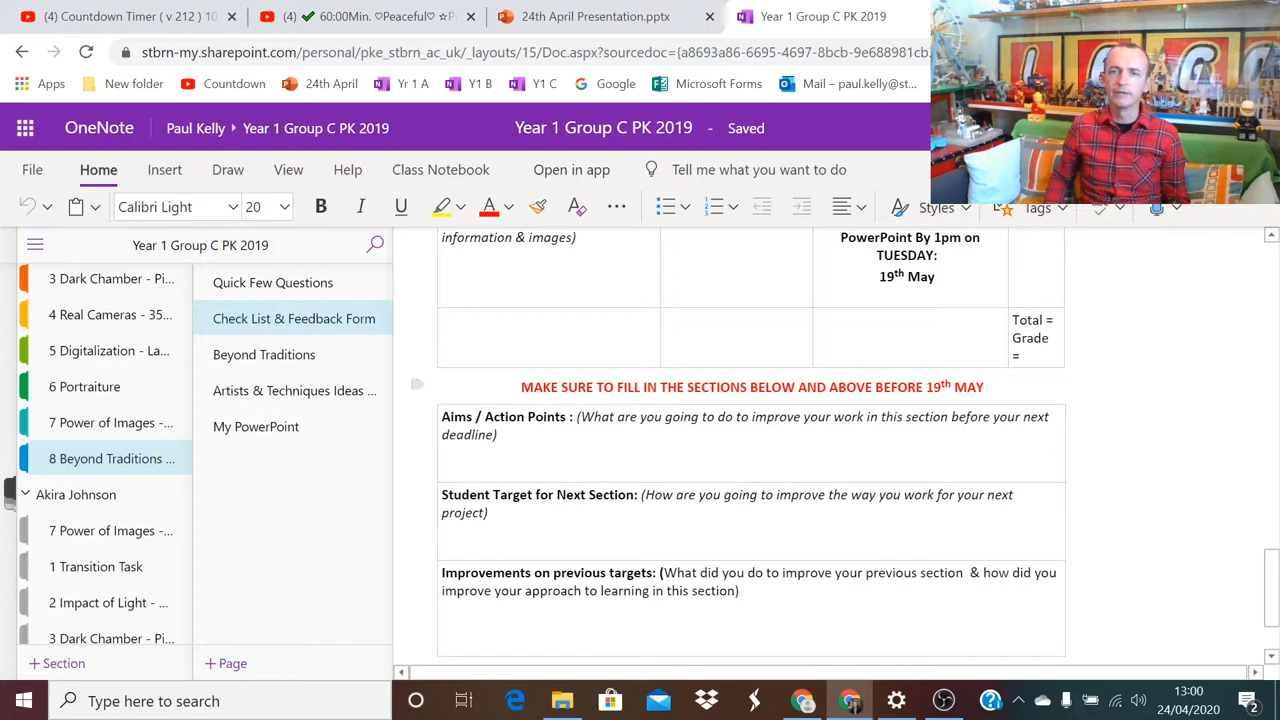 (4) Countdown Timer ( v 212 ) 1
(4) 60:00Min ♡Peaceful♡ ☆P
24th April Presentation.pptx
Year 1 Group C PK 2019
stbrn-my.sharepoint.com/personal/pke_stbrn_ac_uk/_layouts/15/Doc.aspx?sourcedoc={a8693a86-6695-4697-8bcb-9e688981cb
Apps
New folder
Countdown
24th April
Yr 1
Y1 B
Y1 C
Google
Microsoft Forms
Mail – paul.kelly@st...
OneNote
Paul Kelly
Year 1 Group C PK 2019
Year 1 Group C PK 2019 - Saved
File
Home
Insert
Draw
View
Help
Class Notebook
Open in app
Tell me what you want to do
Calibri Light
20
B
I
U
A
Styles
Tags
Year 1 Group C PK 2019
3 Dark Chamber - Pi...
4 Real Cameras - 35...
5 Digitalization - La...
6 Portraiture
7 Power of Images -...
8 Beyond Traditions ...
Akira Johnson
7 Power of Images -...
1 Transition Task
2 Impact of Light - ...
3 Dark Chamber - Pi...
+ Section
Quick Few Questions
Check List & Feedback Form
Beyond Traditions
Artists & Techniques Ideas ...
My PowerPoint
+ Page
information & images)
PowerPoint By 1pm on
TUESDAY:
19th May
Total =
Grade
=
MAKE SURE TO FILL IN THE SECTIONS BELOW AND ABOVE BEFORE 19th MAY
Aims / Action Points : (What are you going to do to improve your work in this section before your next
deadline)
Student Target for Next Section: (How are you going to improve the way you work for your next
project)
Improvements on previous targets: (What did you do to improve your previous section & how did you
improve your approach to learning in this section)
Type here to search
13:00
24/04/2020
2